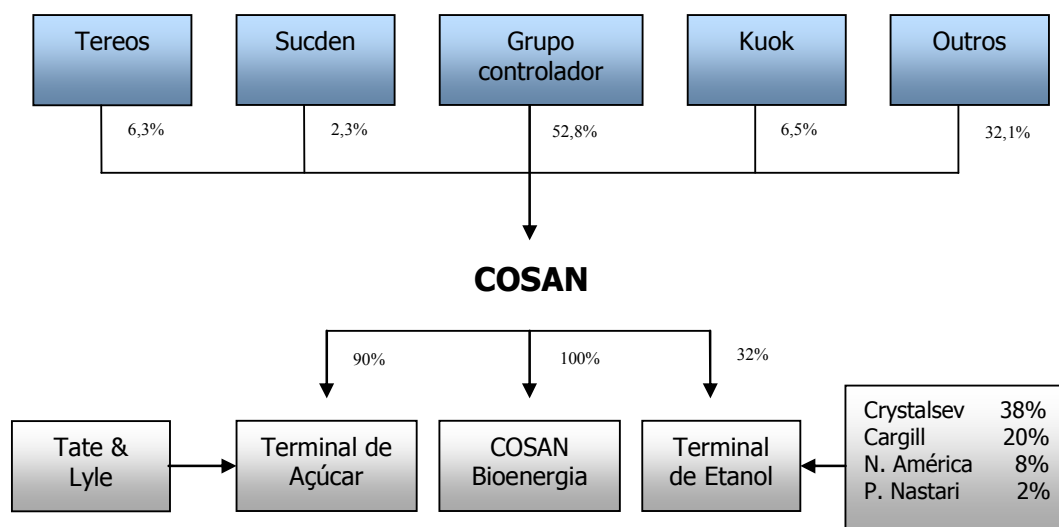 Tereos
Sucden
Grupo
controlador
Kuok
Outros
6,3%
2,3%
52,8%
6,5%
32,1%
COSAN
90%
100%
32%
Tate &
Lyle
Terminal de
Açúcar
COSAN
Bioenergia
Terminal
de Etanol
Crystalsev 38%
Cargill 20%
N. América 8%
P. Nastari 2%